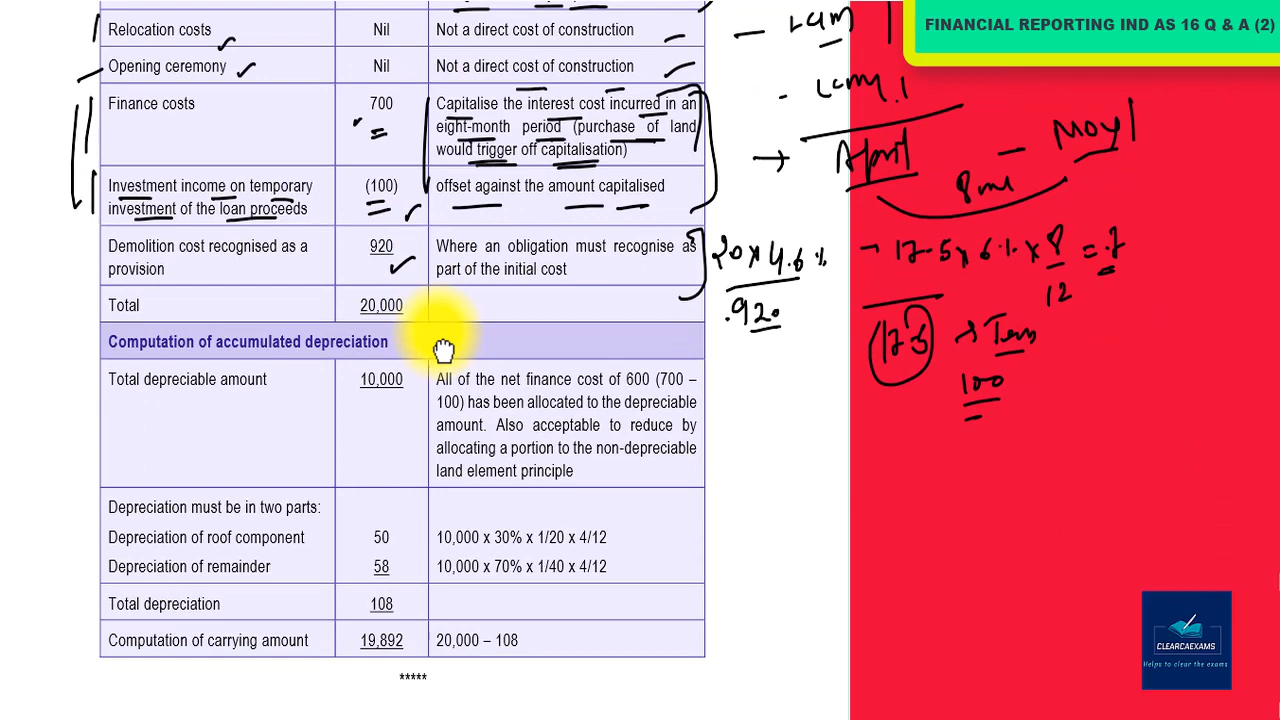 FINANCIAL REPORTING IND AS 16 Q & A (2)
Relocation costs Nil Not a direct cost of construction
Opening ceremony Nil Not a direct cost of construction
Finance costs 700 Capitalise the interest cost incurred in an
eight-month period (purchase of land
would trigger off capitalisation)
Investment income on temporary (100) offset against the amount capitalised
investment of the loan proceeds
Demolition cost recognised as a 920 Where an obligation must recognise as
provision part of the initial cost
Total 20,000
Computation of accumulated depreciation
Total depreciable amount 10,000 All of the net finance cost of 600 (700 –
100) has been allocated to the depreciable
amount. Also acceptable to reduce by
allocating a portion to the non-depreciable
land element principle
Depreciation must be in two parts:
Depreciation of roof component 50 10,000 x 30% x 1/20 x 4/12
Depreciation of remainder 58 10,000 x 70% x 1/40 x 4/12
Total depreciation 108
Computation of carrying amount 19,892 20,000 – 108
*****
April
20 x 4.6 %
.920
17.5 x 6% x 8 = .7
12
17.5
100
CLEARCAEXAMS
Helps to clear the exams